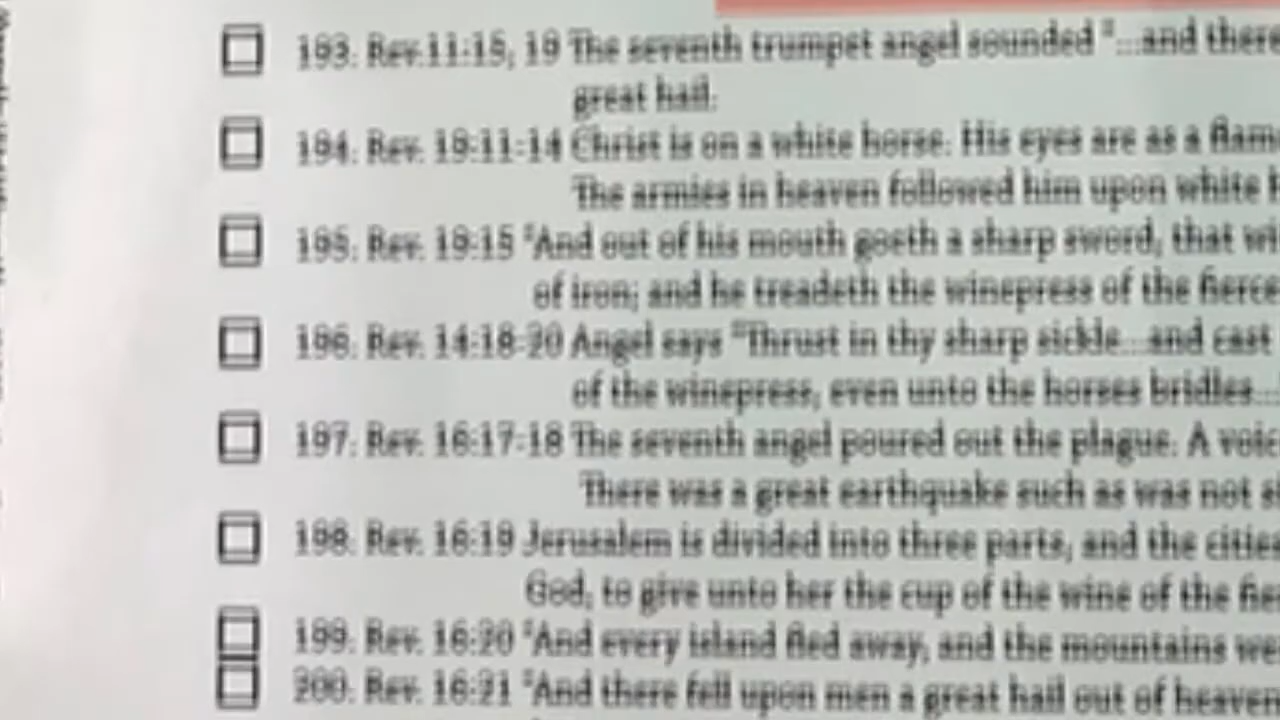 193. Rev.11:15, 19 The seventh trumpet angel sounded "...and there
great hail.
194. Rev. 19:11-14 Christ is on a white horse. His eyes are as a flam
The armies in heaven followed him upon white h
195. Rev. 19:15 "And out of his mouth goeth a sharp sword, that wi
of iron; and he treadeth the winepress of the fierce
196. Rev. 14:18-20 Angel says "Thrust in thy sharp sickle...and cast
of the winepress, even unto the horses bridles...
197. Rev. 16:17-18 The seventh angel poured out the plague. A voic
There was a great earthquake such as was not si
198. Rev. 16:19 Jerusalem is divided into three parts, and the cities
God, to give unto her the cup of the wine of the fie
199. Rev. 16:20 "And every island fled away, and the mountains we
200. Rev. 16:21 "And there fell upon men a great hail out of heaven